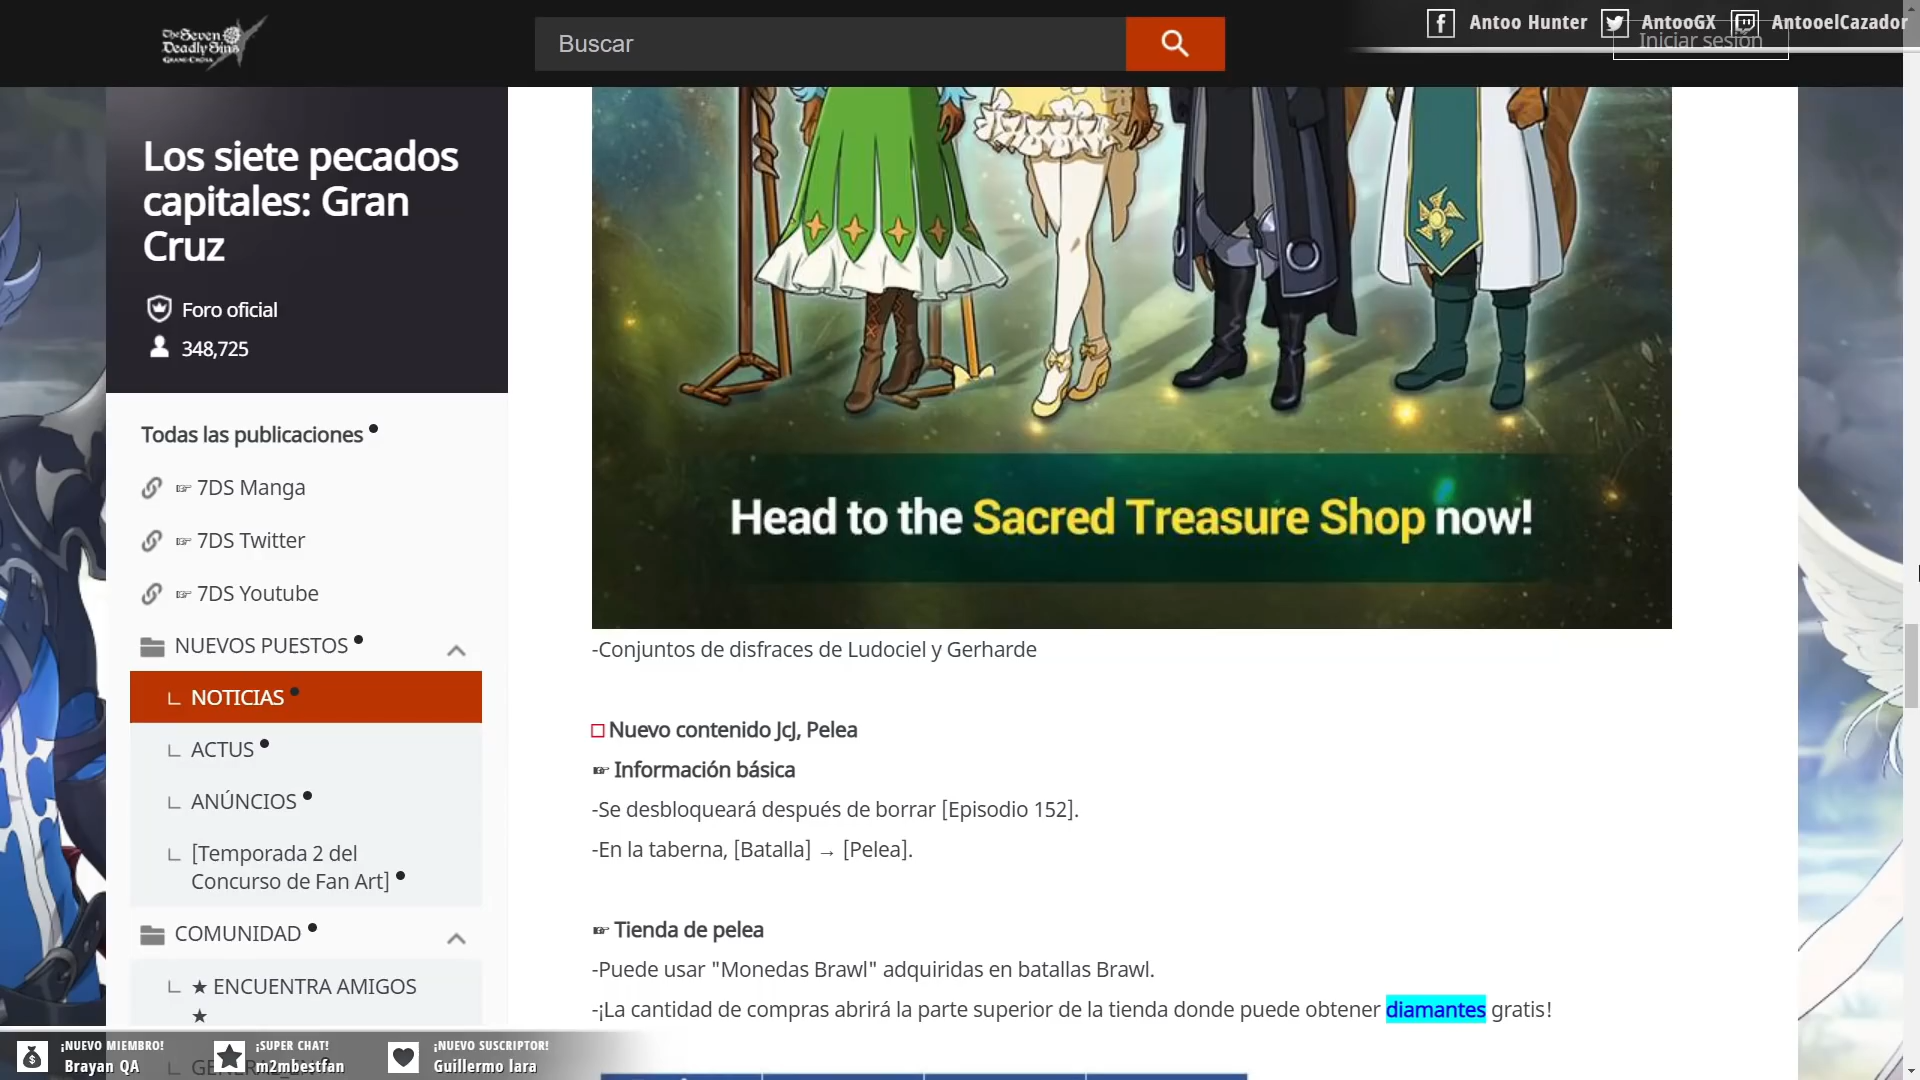 The Seven
Deadly Sins
GRAND CROSS
Buscar
Antoo Hunter
AntooGX
AntooelCazador
Iniciar sesión
Los siete pecados
capitales: Gran
Cruz
Foro oficial
348,725
Todas las publicaciones
☞ 7DS Manga
☞ 7DS Twitter
☞ 7DS Youtube
NUEVOS PUESTOS
NOTICIAS
ACTUS
ANÚNCIOS
[Temporada 2 del
Concurso de Fan Art]
COMUNIDAD
★ ENCUENTRA AMIGOS
★
Head to the Sacred Treasure Shop now!
-Conjuntos de disfraces de Ludociel y Gerharde
□ Nuevo contenido JcJ, Pelea
☞ Información básica
-Se desbloqueará después de borrar [Episodio 152].
-En la taberna, [Batalla] → [Pelea].
☞ Tienda de pelea
-Puede usar "Monedas Brawl" adquiridas en batallas Brawl.
-¡La cantidad de compras abrirá la parte superior de la tienda donde puede obtener diamantes gratis!
¡NUEVO MIEMBRO!
Brayan QA
¡SUPER CHAT!
m2mbestfan
¡NUEVO SUSCRIPTOR!
Guillermo lara